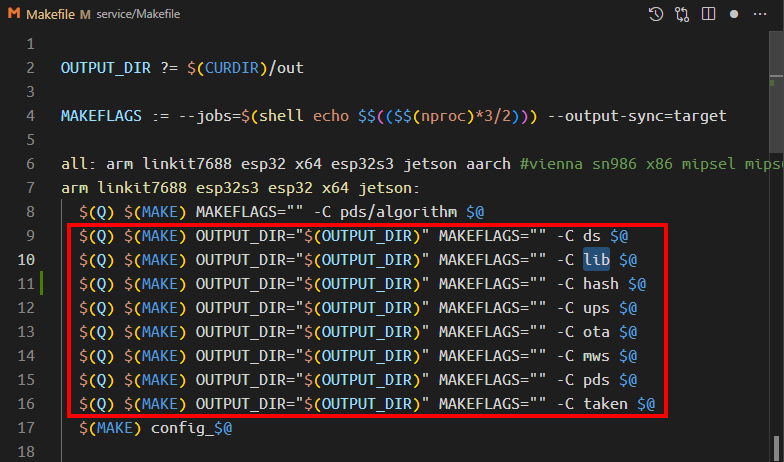 Makefile M service/Makefile
1
2 OUTPUT_DIR ?= $(CURDIR)/out
3
4 MAKEFLAGS := --jobs=$(shell echo $$(($$(nproc)*3/2))) --output-sync=target
5
6 all: arm linkit7688 esp32 x64 esp32s3 jetson aarch #vienna sn986 x86 mipsel
7 arm linkit7688 esp32s3 esp32 x64 jetson:
8 $(Q) $(MAKE) MAKEFLAGS="" -C pds/algorithm $@
9 $(Q) $(MAKE) OUTPUT_DIR="$(OUTPUT_DIR)" MAKEFLAGS="" -C ds $@
10 $(Q) $(MAKE) OUTPUT_DIR="$(OUTPUT_DIR)" MAKEFLAGS="" -C lib $@
11 $(Q) $(MAKE) OUTPUT_DIR="$(OUTPUT_DIR)" MAKEFLAGS="" -C hash $@
12 $(Q) $(MAKE) OUTPUT_DIR="$(OUTPUT_DIR)" MAKEFLAGS="" -C ups $@
13 $(Q) $(MAKE) OUTPUT_DIR="$(OUTPUT_DIR)" MAKEFLAGS="" -C ota $@
14 $(Q) $(MAKE) OUTPUT_DIR="$(OUTPUT_DIR)" MAKEFLAGS="" -C mws $@
15 $(Q) $(MAKE) OUTPUT_DIR="$(OUTPUT_DIR)" MAKEFLAGS="" -C pds $@
16 $(Q) $(MAKE) OUTPUT_DIR="$(OUTPUT_DIR)" MAKEFLAGS="" -C taken $@
17 $(MAKE) config_$@
18